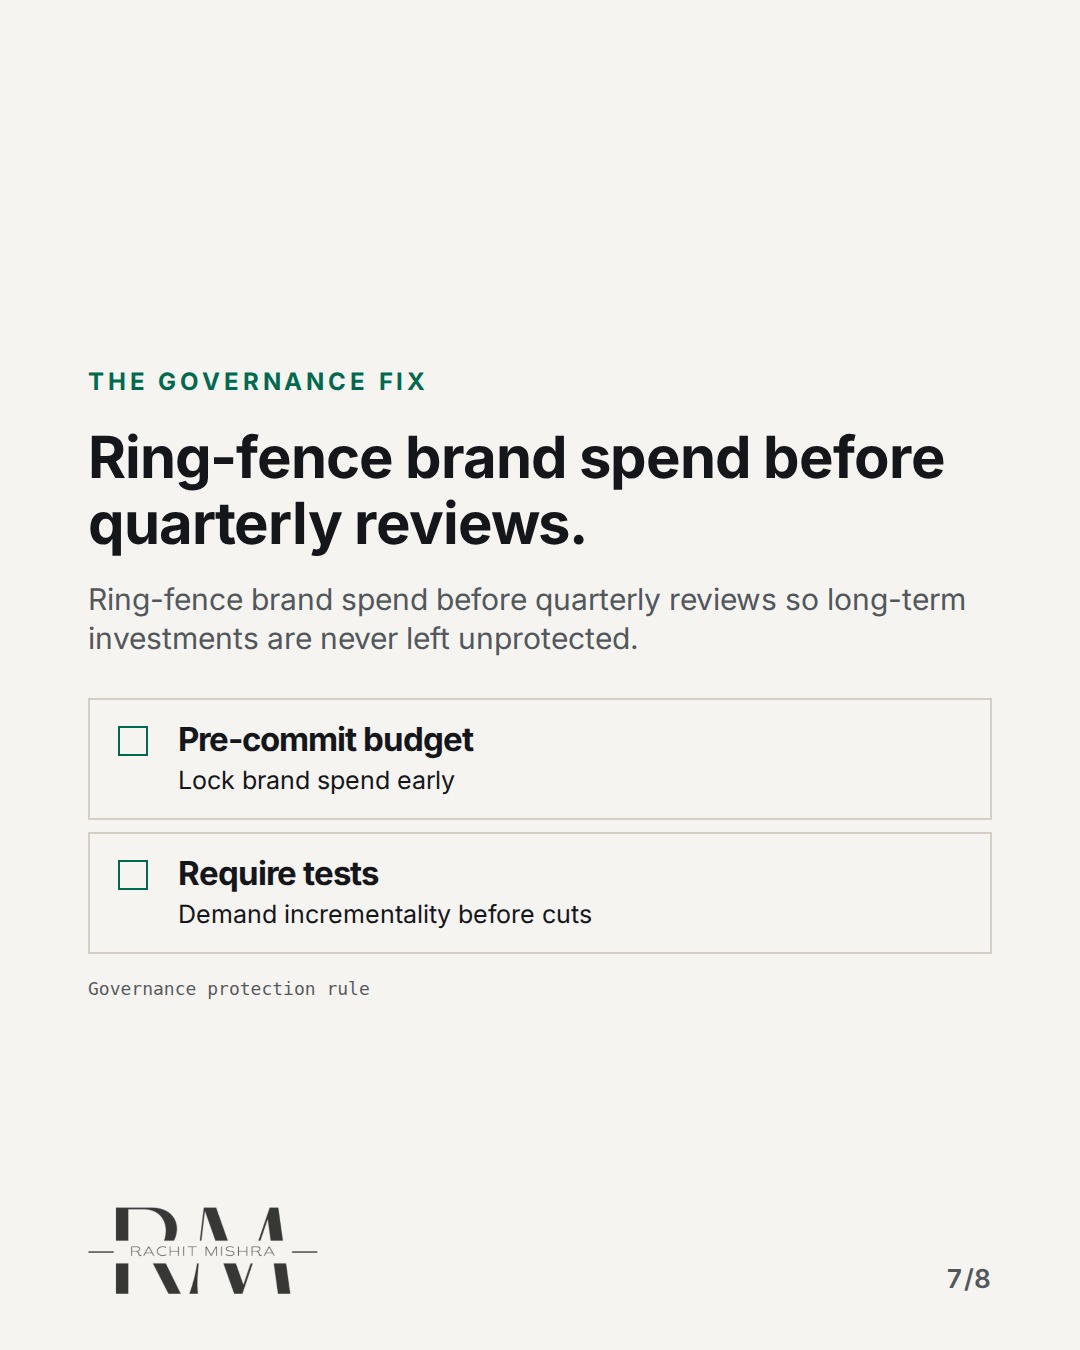 THE GOVERNANCE FIX
Ring-fence brand spend before
quarterly reviews.
Ring-fence brand spend before quarterly reviews so long-term
investments are never left unprotected.
Pre-commit budget
Lock brand spend early
Require tests
Demand incrementality before cuts
Governance protection rule
RM
RACHIT MISHRA
7/8